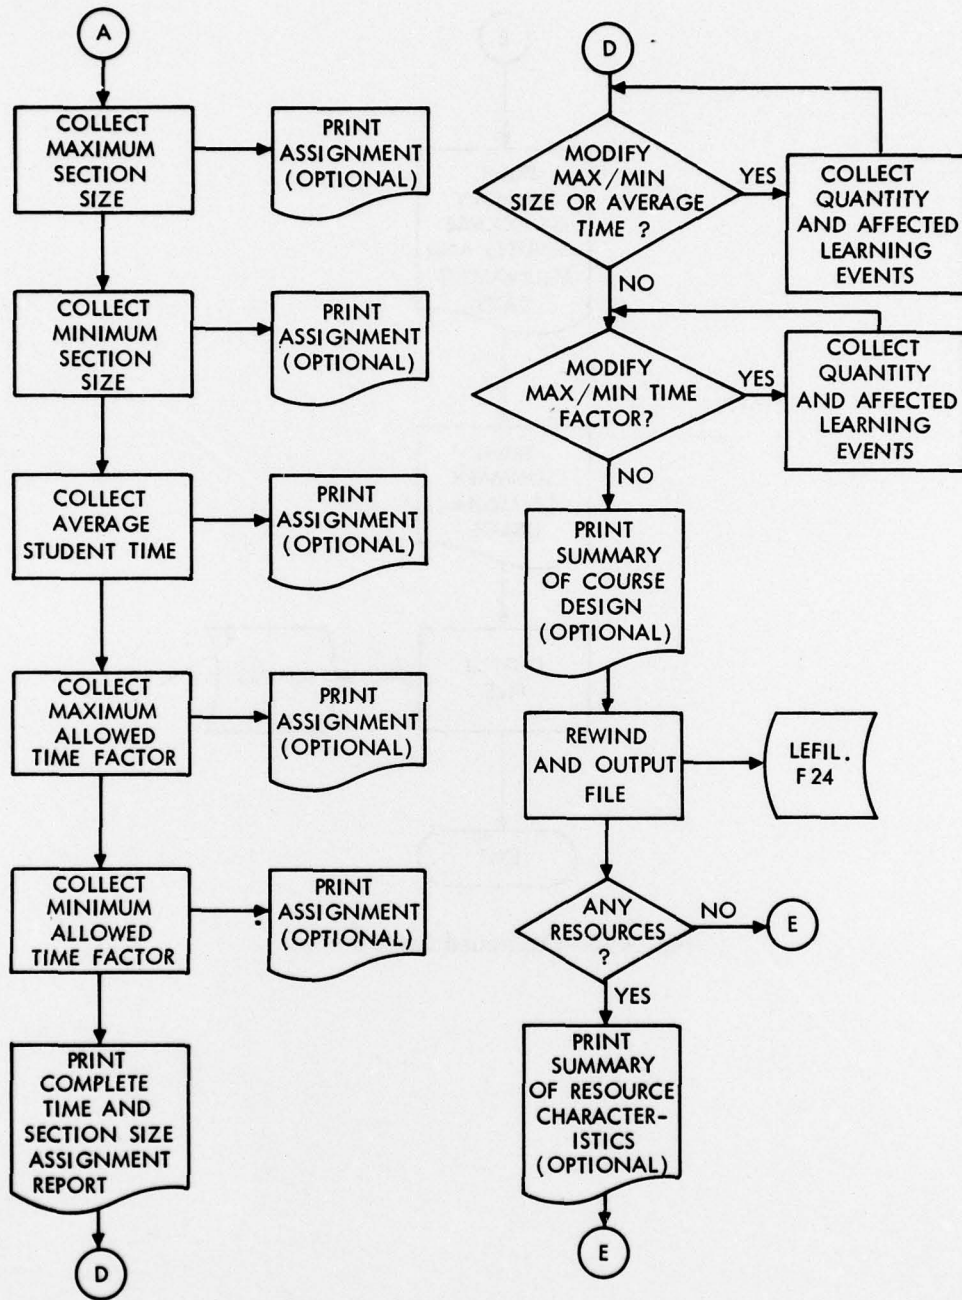 A
COLLECT
MAXIMUM
SECTION
SIZE
PRINT
ASSIGNMENT
(OPTIONAL)
COLLECT
MINIMUM
SECTION
SIZE
PRINT
ASSIGNMENT
(OPTIONAL)
COLLECT
AVERAGE
STUDENT TIME
PRINT
ASSIGNMENT
(OPTIONAL)
COLLECT
MAXIMUM
ALLOWED
TIME FACTOR
PRINT
ASSIGNMENT
(OPTIONAL)
COLLECT
MINIMUM
ALLOWED
TIME FACTOR
PRINT
ASSIGNMENT
(OPTIONAL)
PRINT
COMPLETE
TIME AND
SECTION SIZE
ASSIGNMENT
REPORT
D
D
MODIFY
MAX/MIN
SIZE OR AVERAGE
TIME ?
YES
COLLECT
QUANTITY
AND AFFECTED
LEARNING
EVENTS
NO
MODIFY
MAX/MIN TIME
FACTOR?
YES
COLLECT
QUANTITY
AND AFFECTED
LEARNING
EVENTS
NO
PRINT
SUMMARY
OF COURSE
DESIGN
(OPTIONAL)
REWIND
AND OUTPUT
FILE
LEFIL.
F24
ANY
RESOURCES
?
NO
E
YES
PRINT
SUMMARY
OF RESOURCE
CHARACTER-
ISTICS
(OPTIONAL)
E